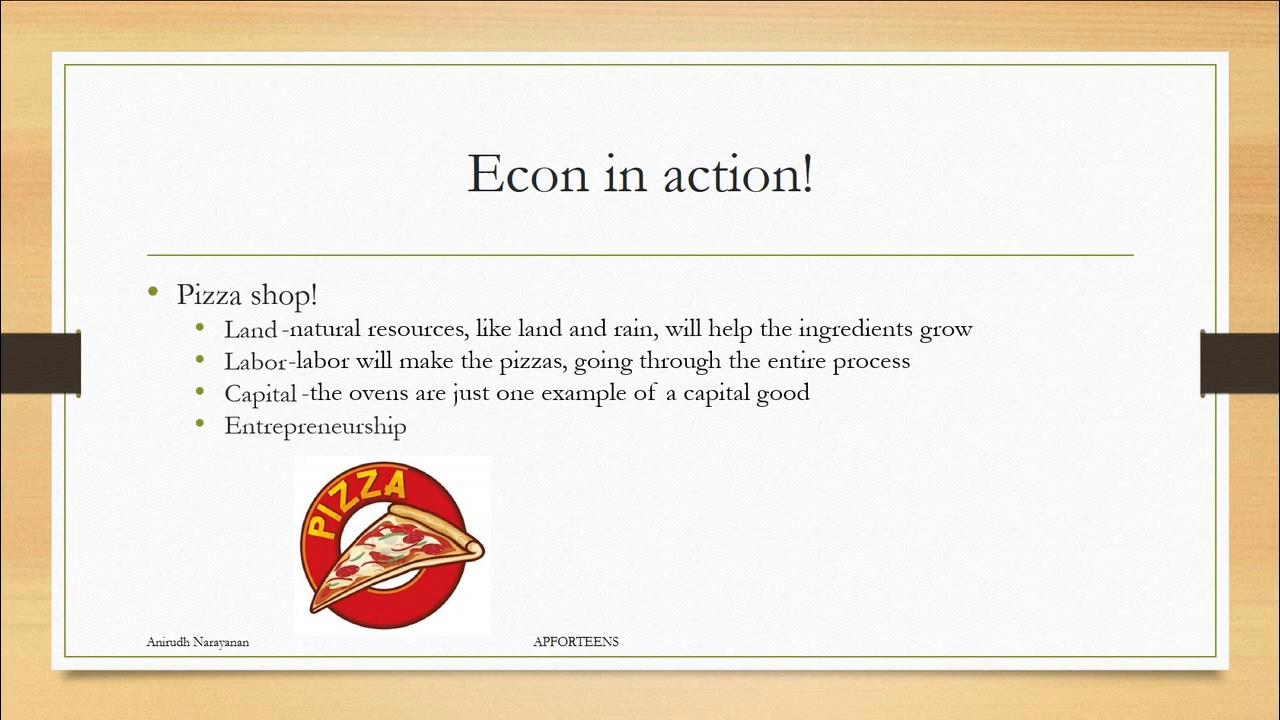 Econ in action!
Pizza shop!
Land -natural resources, like land and rain, will help the ingredients grow
Labor-labor will make the pizzas, going through the entire process
Capital -the ovens are just one example of a capital good
Entrepreneurship
PIZZA
Anirudh Narayanan
APFORTEENS